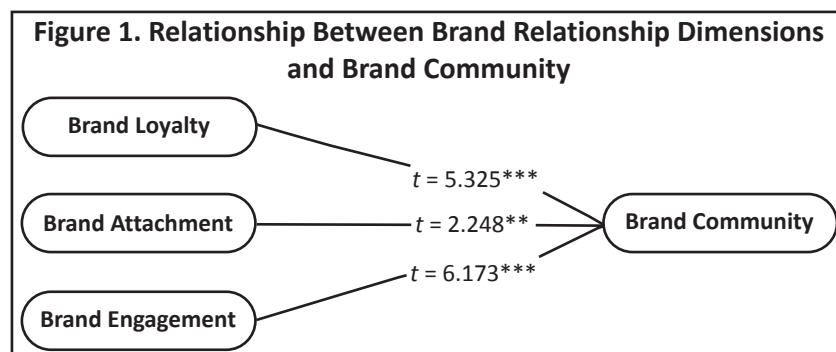 Figure 1. Relationship Between Brand Relationship Dimensions
and Brand Community
Brand Loyalty
t = 5.325***
Brand Attachment
t = 2.248**
Brand Community
t = 6.173***
Brand Engagement